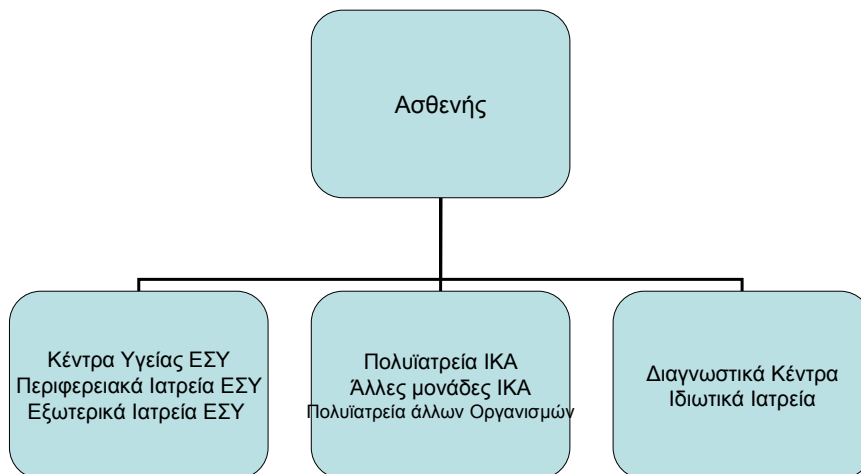 Ασθενής
Κέντρα Υγείας ΕΣΥ
Περιφερειακά Ιατρεία ΕΣΥ
Εξωτερικά Ιατρεία ΕΣΥ
Πολυϊατρεία ΙΚΑ
Άλλες μονάδες ΙΚΑ
Πολυϊατρεία άλλων Οργανισμών
Διαγνωστικά Κέντρα
Ιδιωτικά Ιατρεία